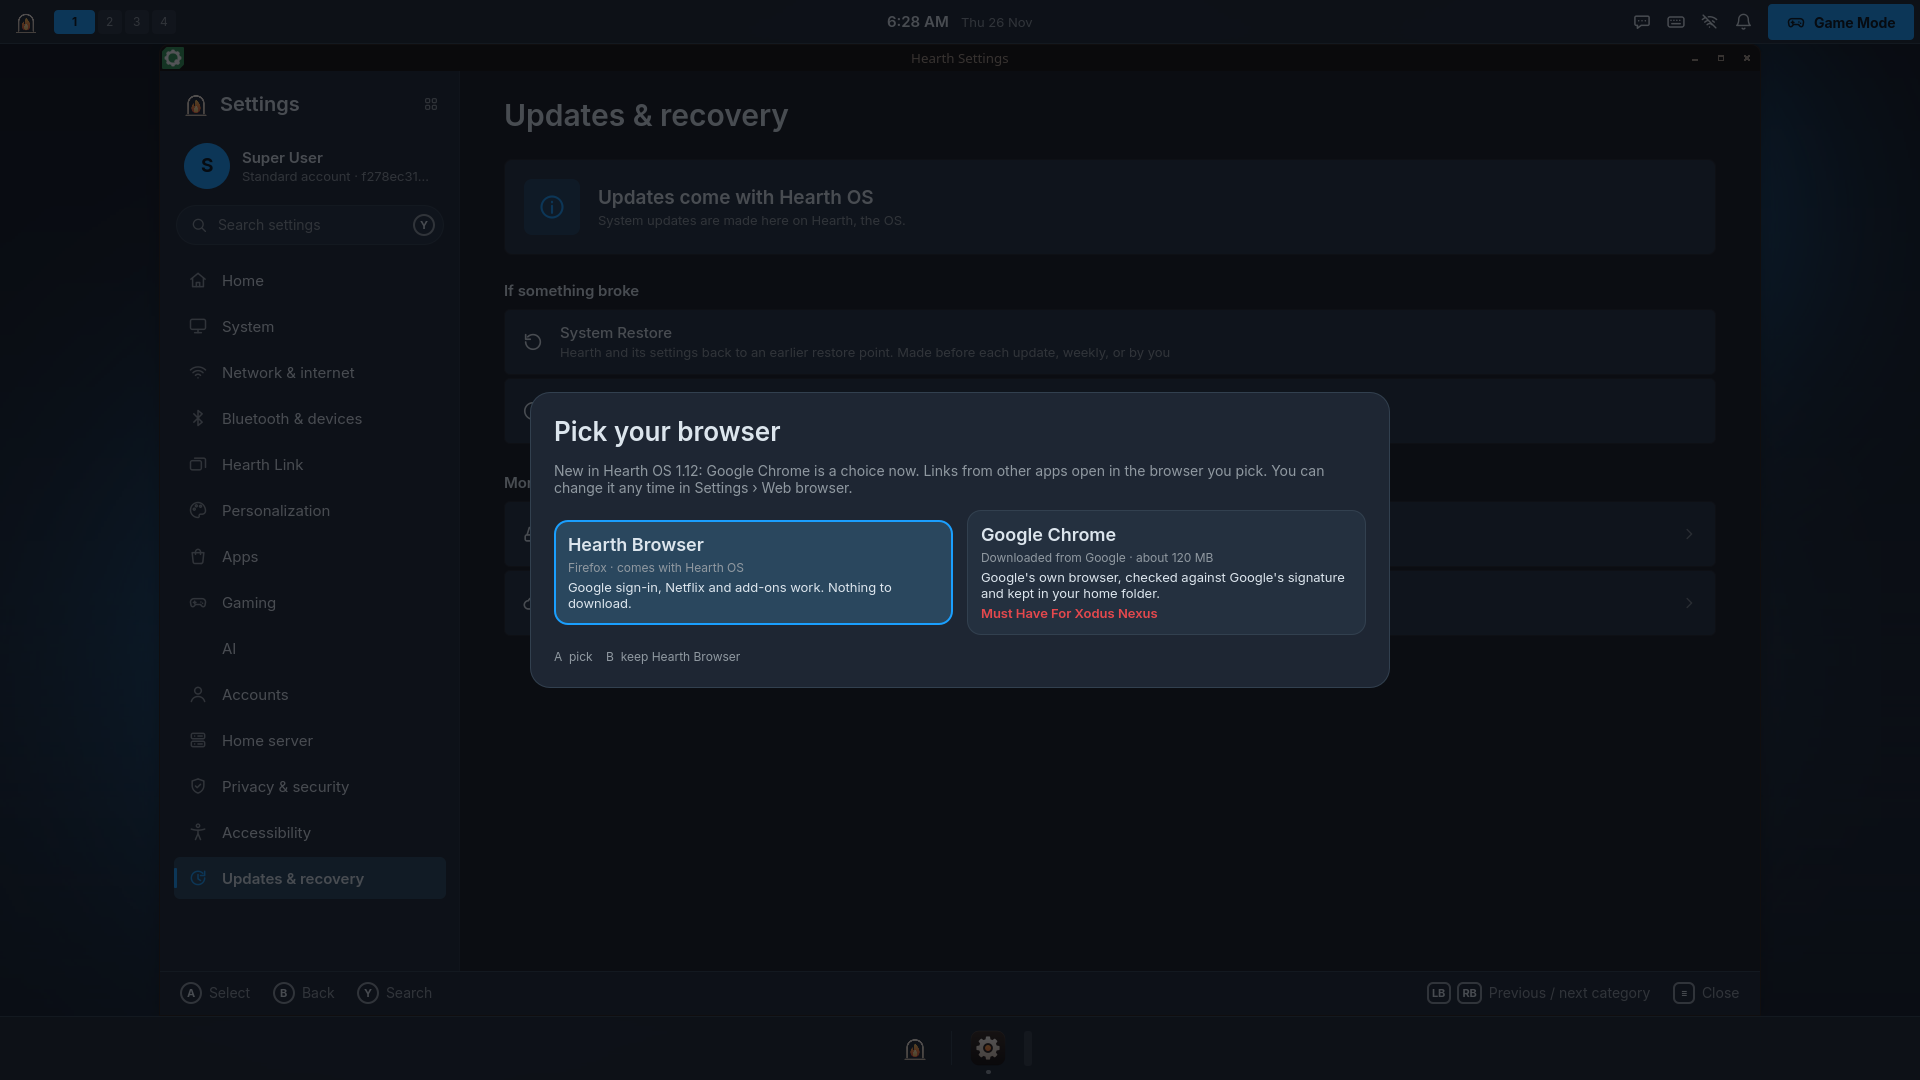 1 2 3 4
6:28 AM Thu 26 Nov
Game Mode
Hearth Settings
Settings
S
Super User
Standard account · f278ec31...
Search settings Y
Home
System
Network & internet
Bluetooth & devices
Hearth Link
Personalization
Apps
Gaming
AI
Accounts
Home server
Privacy & security
Accessibility
Updates & recovery
Updates & recovery
Updates come with Hearth OS
System updates are made here on Hearth, the OS.
If something broke
System Restore
Hearth and its settings back to an earlier restore point. Made before each update, weekly, or by you
Pick your browser
New in Hearth OS 1.12: Google Chrome is a choice now. Links from other apps open in the browser you pick. You can
change it any time in Settings › Web browser.
Hearth Browser
Firefox · comes with Hearth OS
Google sign-in, Netflix and add-ons work. Nothing to
download.
Google Chrome
Downloaded from Google · about 120 MB
Google's own browser, checked against Google's signature
and kept in your home folder.
Must Have For Xodus Nexus
A pick B keep Hearth Browser
A Select B Back Y Search
LB RB Previous / next category ≡ Close